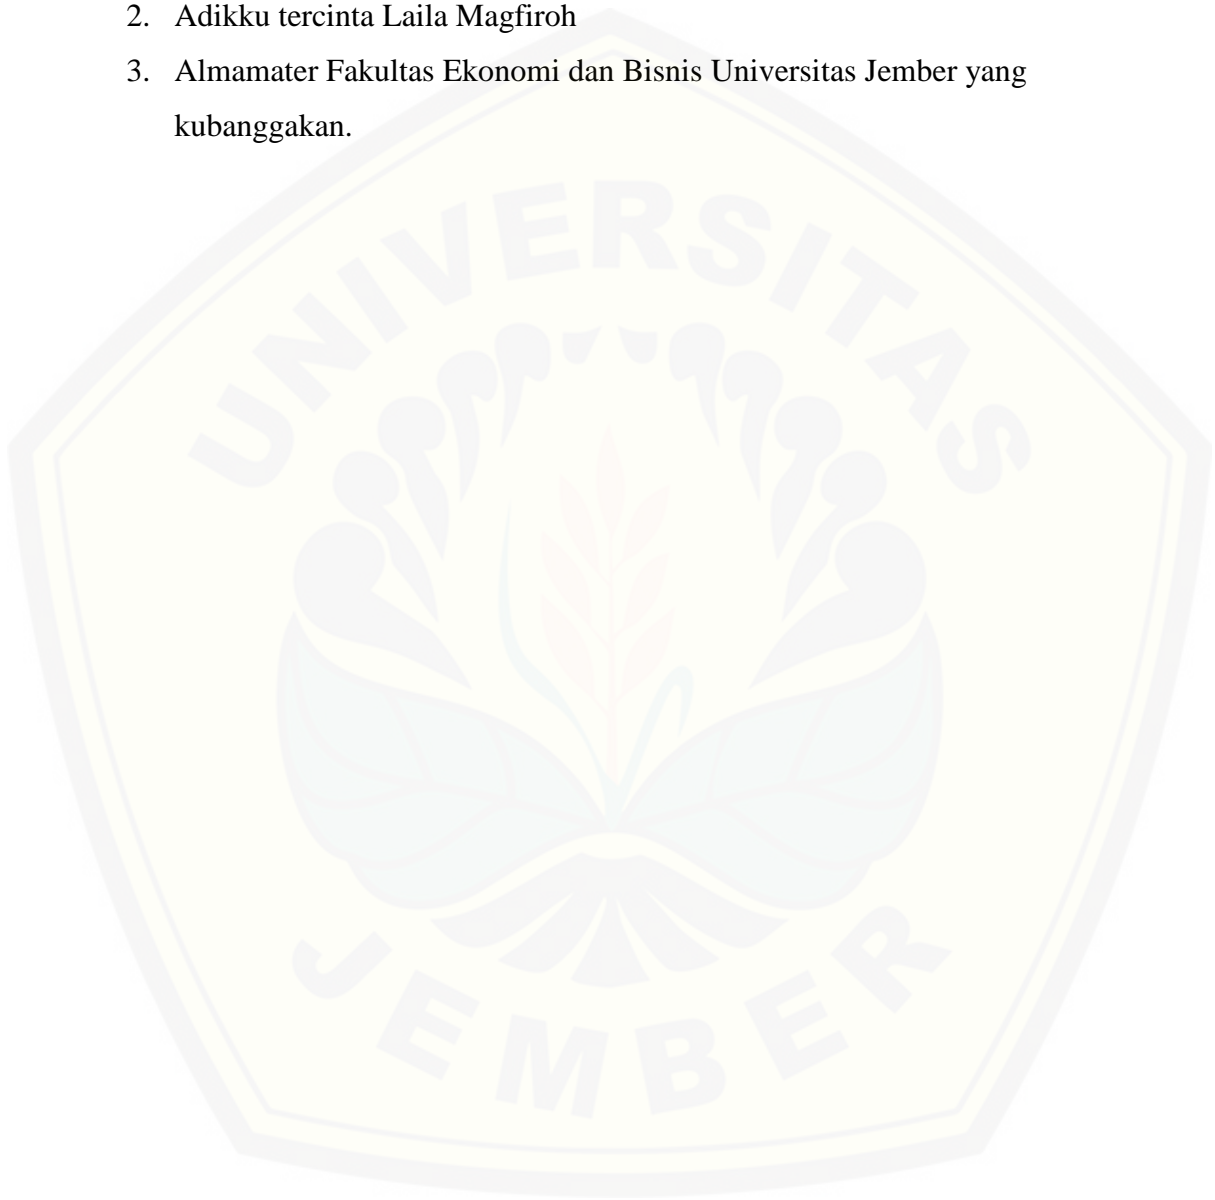 2. Adikku tercinta Laila Magfiroh
3. Almamater Fakultas Ekonomi dan Bisnis Universitas Jember yang
kubanggakan.
UNIVERSITAS
JEMBER